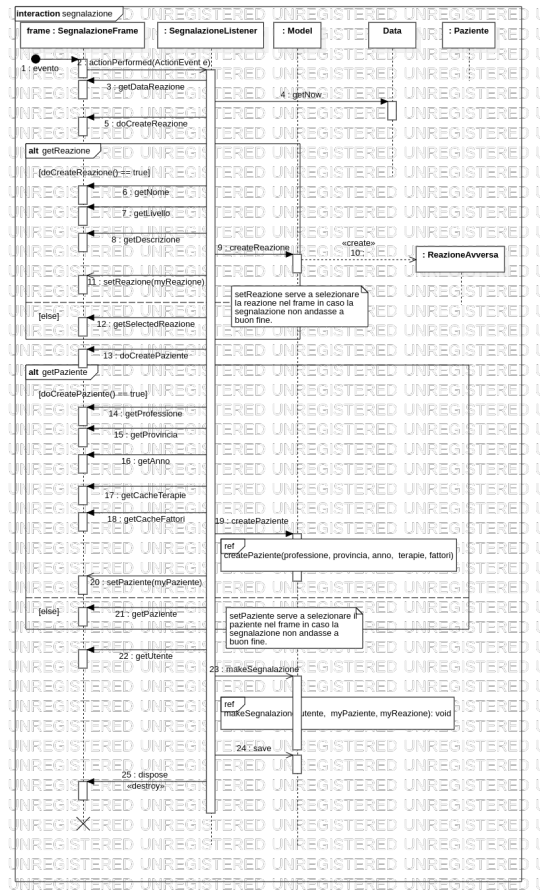 interaction segnalazione
frame : SegnalazioneFrame
: SegnalazioneListener
: Model
Data
: Paziente
1 : evento
2 : actionPerformed(ActionEvent e)
3 : getDataReazione
4 : getNow
5 : doCreateReazione
alt getReazione
[doCreateReazione() == true]
6 : getNome
7 : getLivello
8 : getDescrizione
9 : createReazione
«create»
10 :
: ReazioneAvversa
11 : setReazione(myReazione)
setReazione serve a selezionare
la reazione nel frame in caso la
segnalazione non andasse a
buon fine.
[else]
12 : getSelectedReazione
13 : doCreatePaziente
alt getPaziente
[doCreatePaziente() == true]
14 : getProfessione
15 : getProvincia
16 : getAnno
17 : getCacheTerapie
18 : getCacheFattori
19 : createPaziente
ref
createPaziente(professione, provincia, anno, terapie, fattori)
20 : setPaziente(myPaziente)
[else]
21 : getPaziente
setPaziente serve a selezionare il
paziente nel frame in caso la
segnalazione non andasse a
buon fine.
22 : getUtente
23 : makeSegnalazione
ref
makeSegnalazione(utente, myPaziente, myReazione): void
24 : save
25 : dispose
«destroy»
UNREGISTERED